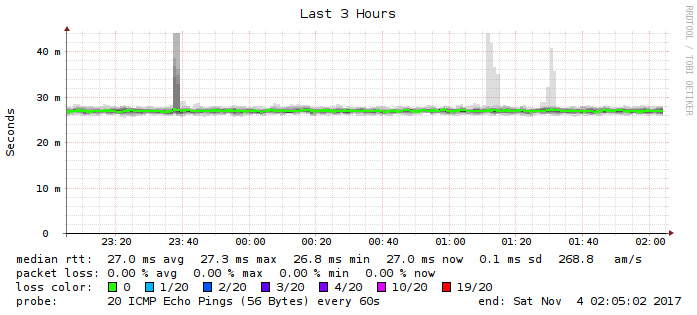 Last 3 Hours
RRDTOOL / TOBI OETIKER
Seconds
40 m
30 m
20 m
10 m
0
23:20 23:40 00:00 00:20 00:40 01:00 01:20 01:40 02:00
median rtt: 27.0 ms avg 27.3 ms max 26.8 ms min 27.0 ms now 0.1 ms sd 268.8 am/s
packet loss: 0.00 % avg 0.00 % max 0.00 % min 0.00 % now
loss color: 0 1/20 2/20 3/20 4/20 10/20 19/20
probe: 20 ICMP Echo Pings (56 Bytes) every 60s end: Sat Nov 4 02:05:02 2017